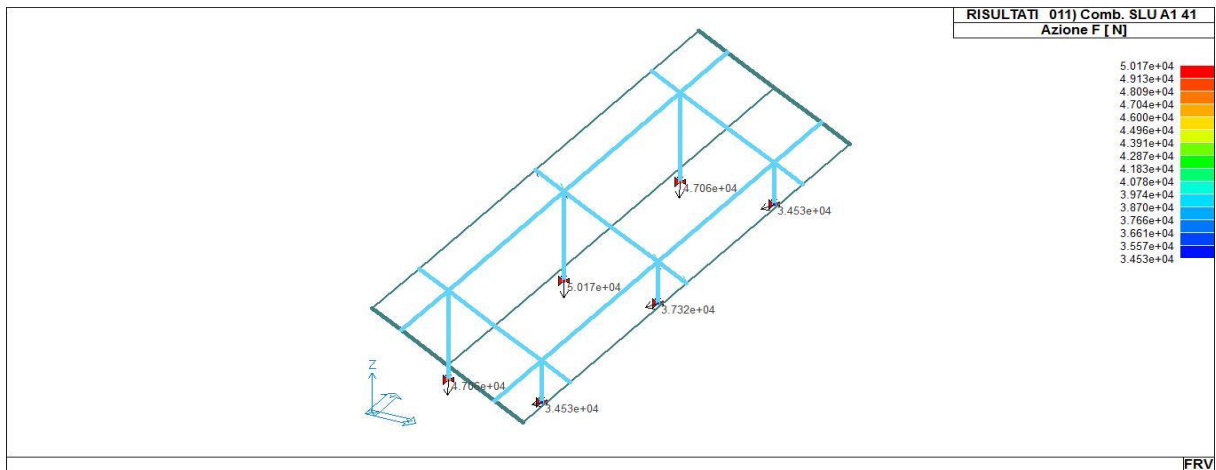 RISULTATI 011) Comb. SLU A1 41
Azione F [ N]
5.017e+04
4.913e+04
4.809e+04
4.704e+04
4.600e+04
4.496e+04
4.391e+04
4.287e+04
4.183e+04
4.078e+04
3.974e+04
3.870e+04
3.766e+04
3.661e+04
3.557e+04
3.453e+04
4.706e+04
3.453e+04
5.017e+04
3.732e+04
4.706e+04
3.453e+04
Z
FRV